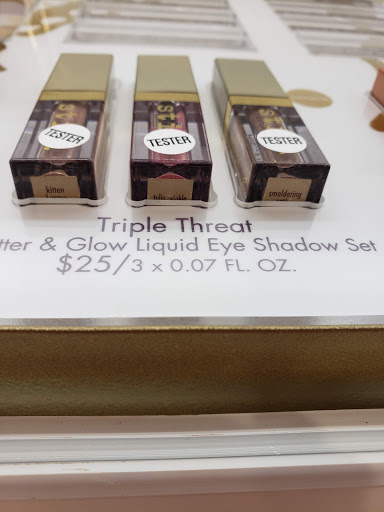 TESTER
TESTER
TESTER
kitten
smoldering
Triple Threat
tter & Glow Liquid Eye Shadow Set
$25/3 x 0.07 FL. OZ.